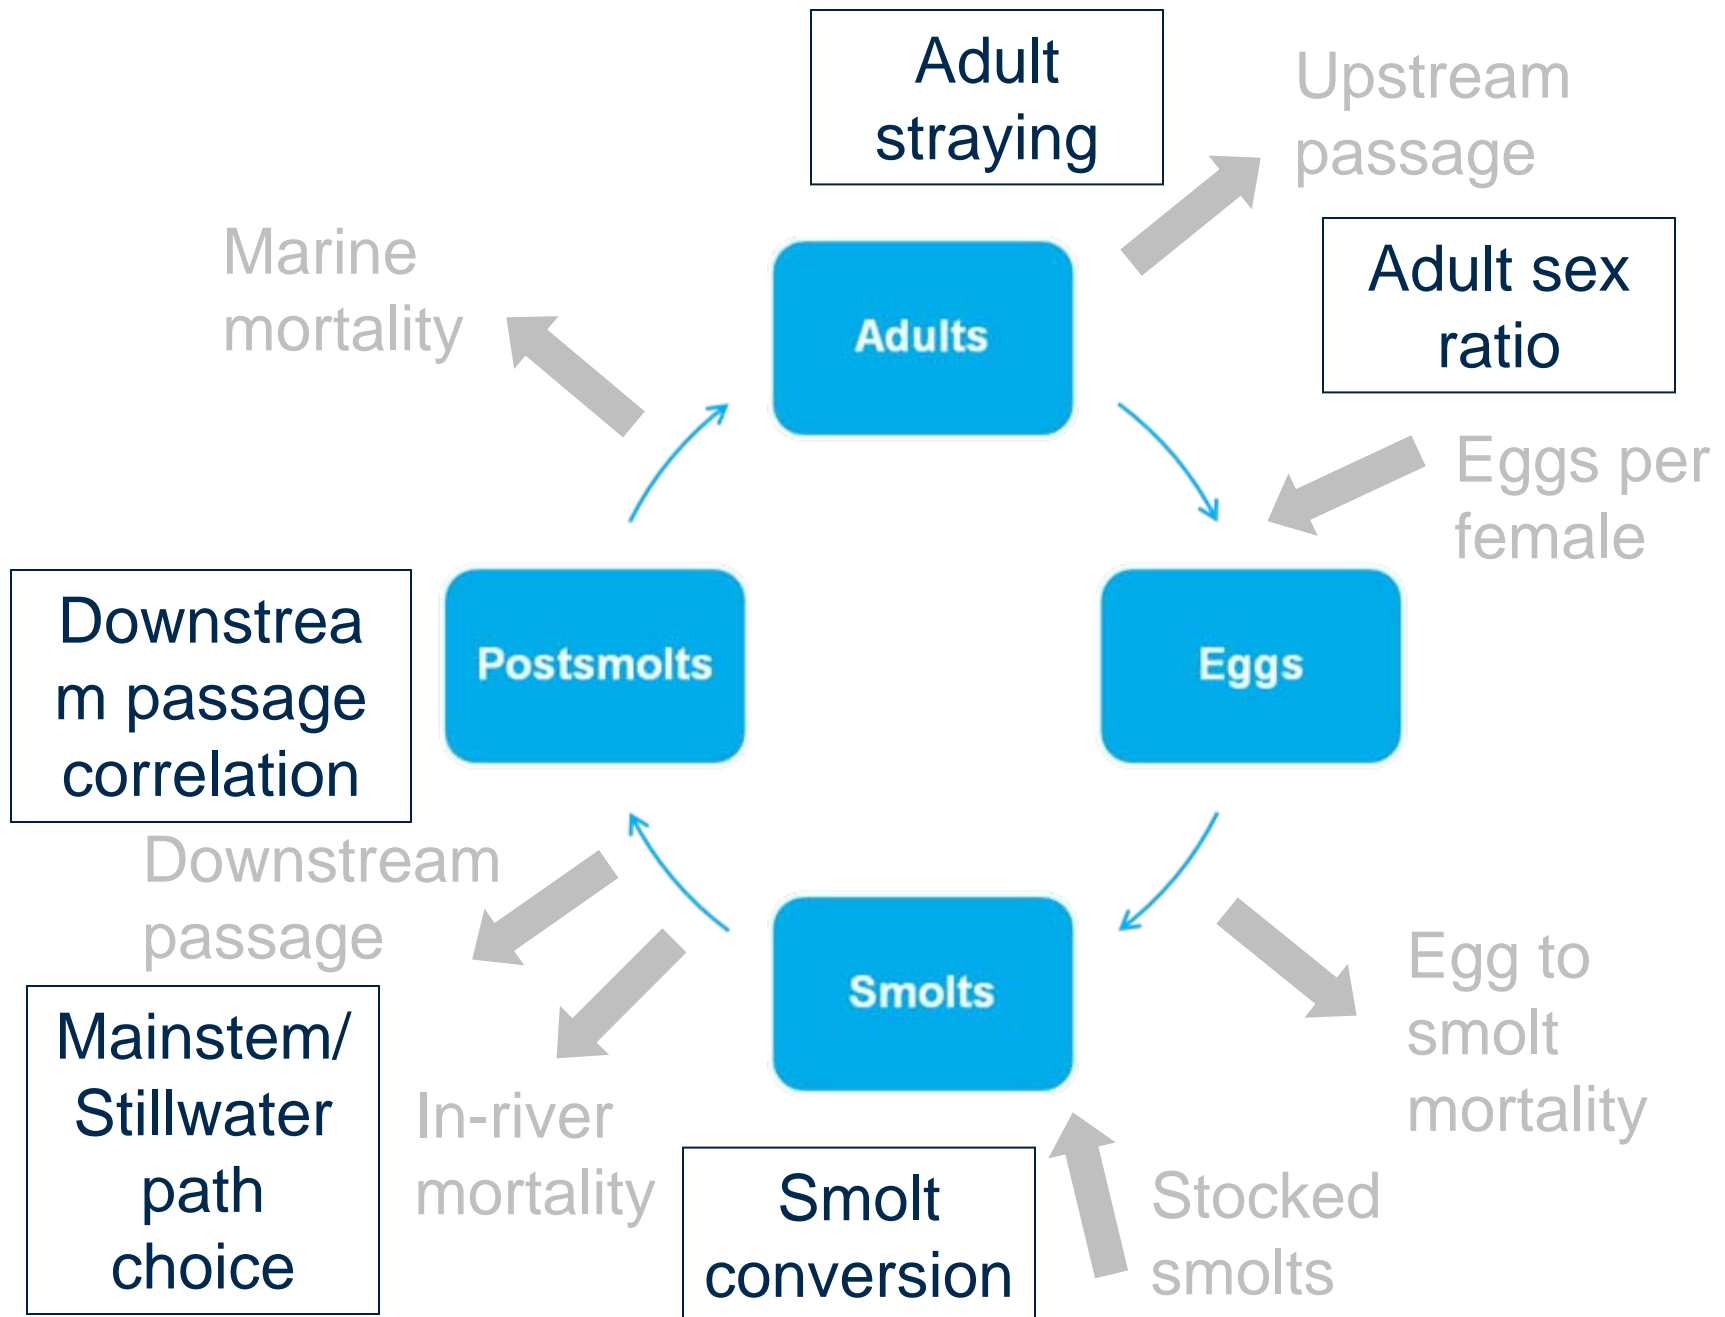 Adult
straying
Upstream
passage
Marine
mortality
Adult sex
ratio
Adults
Eggs per
female
Downstrea
m passage
correlation
Postsmolts
Eggs
Downstream
passage
Smolts
Egg to
smolt
mortality
Mainstem/
Stillwater
path
choice
In-river
mortality
Smolt
conversion
Stocked
smolts